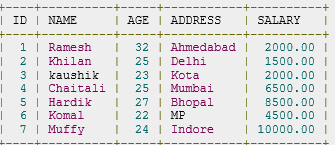 +----+----------+-----+-----------+----------+
| ID | NAME     | AGE | ADDRESS   | SALARY   |
+----+----------+-----+-----------+----------+
|  1 | Ramesh   |  32 | Ahmedabad |  2000.00 |
|  2 | Khilan   |  25 | Delhi     |  1500.00 |
|  3 | kaushik  |  23 | Kota      |  2000.00 |
|  4 | Chaitali |  25 | Mumbai    |  6500.00 |
|  5 | Hardik   |  27 | Bhopal    |  8500.00 |
|  6 | Komal    |  22 | MP        |  4500.00 |
|  7 | Muffy    |  24 | Indore    | 10000.00 |
+----+----------+-----+-----------+----------+